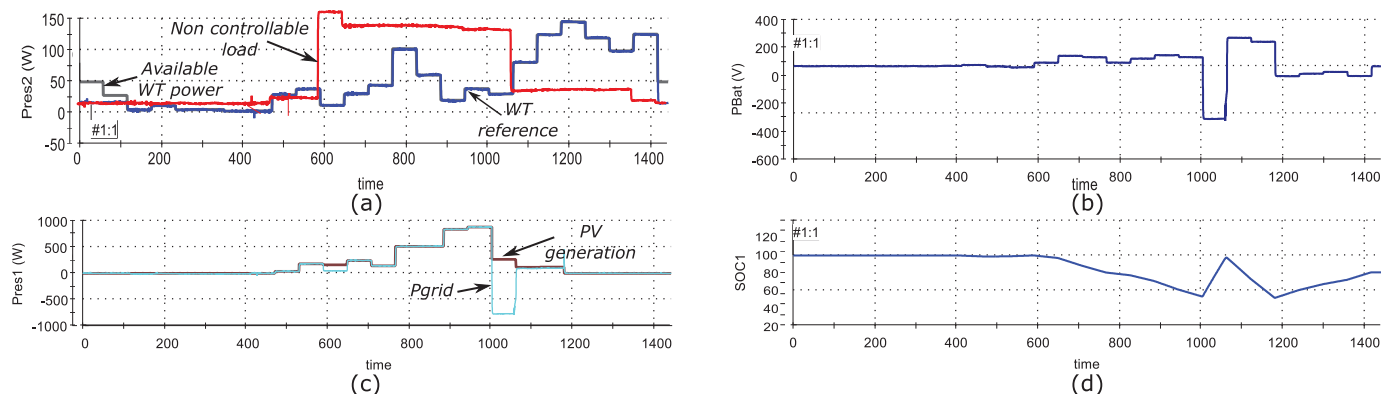 150
100
50
0
50
Pres2 (W)
Non controllable
load
Available
WT power
WT
reference
#1:1
0 200 400 600 800 1000 1200 1400
time
(a)
400
200
0
-200
-400
-600
PBat (V)
#1:1
0 200 400 600 800 1000 1200 1400
time
(b)
1000
500
0
-500
-1000
Pres1 (W)
PV
generation
Pgrid
0 200 400 600 800 1000 1200 1400
time
(c)
#1:1
120
100
80
60
40
20
SOC1
0 200 400 600 800 1000 1200 1400
time
(d)